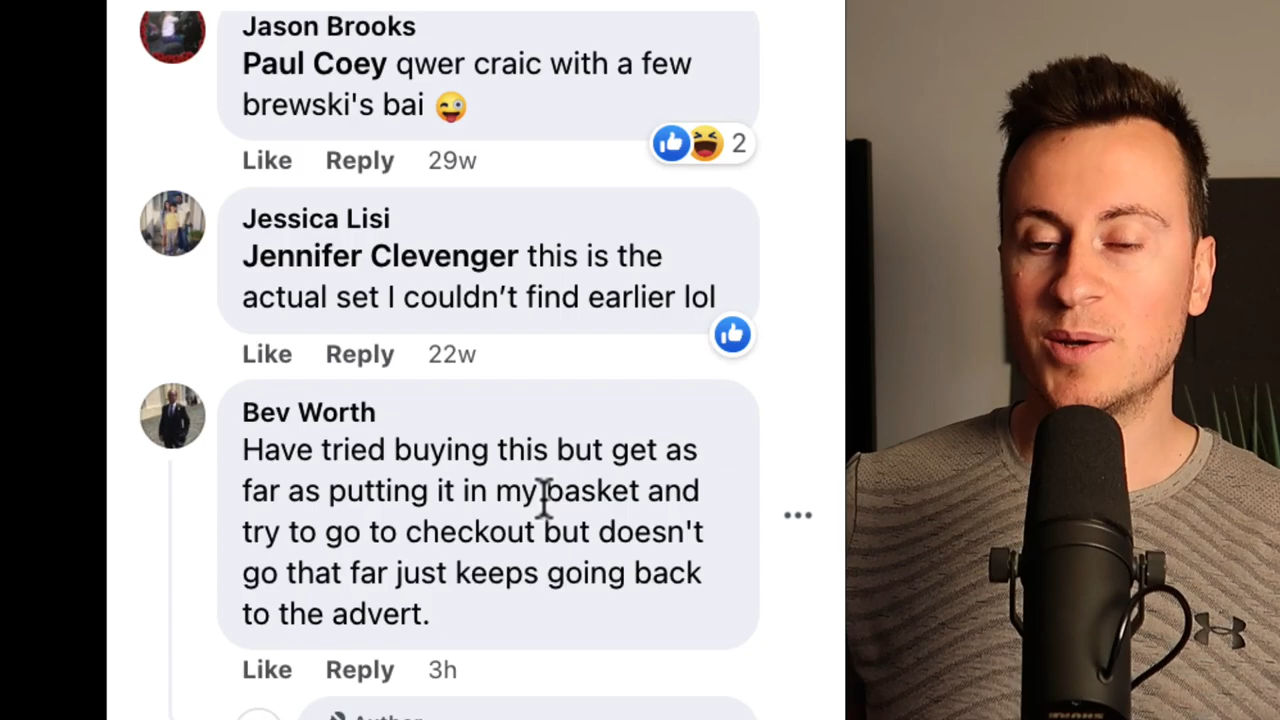 Jason Brooks
Paul Coey qwer craic with a few
brewski's bai 😜
Like Reply 29w
2
Jessica Lisi
Jennifer Clevenger this is the
actual set I couldn’t find earlier lol
Like Reply 22w
Bev Worth
Have tried buying this but get as
far as putting it in my basket and
try to go to checkout but doesn't
go that far just keeps going back
to the advert.
Like Reply 3h
Author